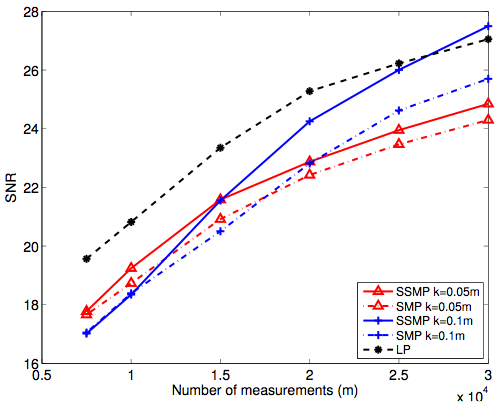 28
26
24
22
20
18
16
SNR
0.5
1
1.5
2
2.5
3
x 10^4
Number of measurements (m)
SSMP k=0.05m
SMP k=0.05m
SSMP k=0.1m
SMP k=0.1m
LP